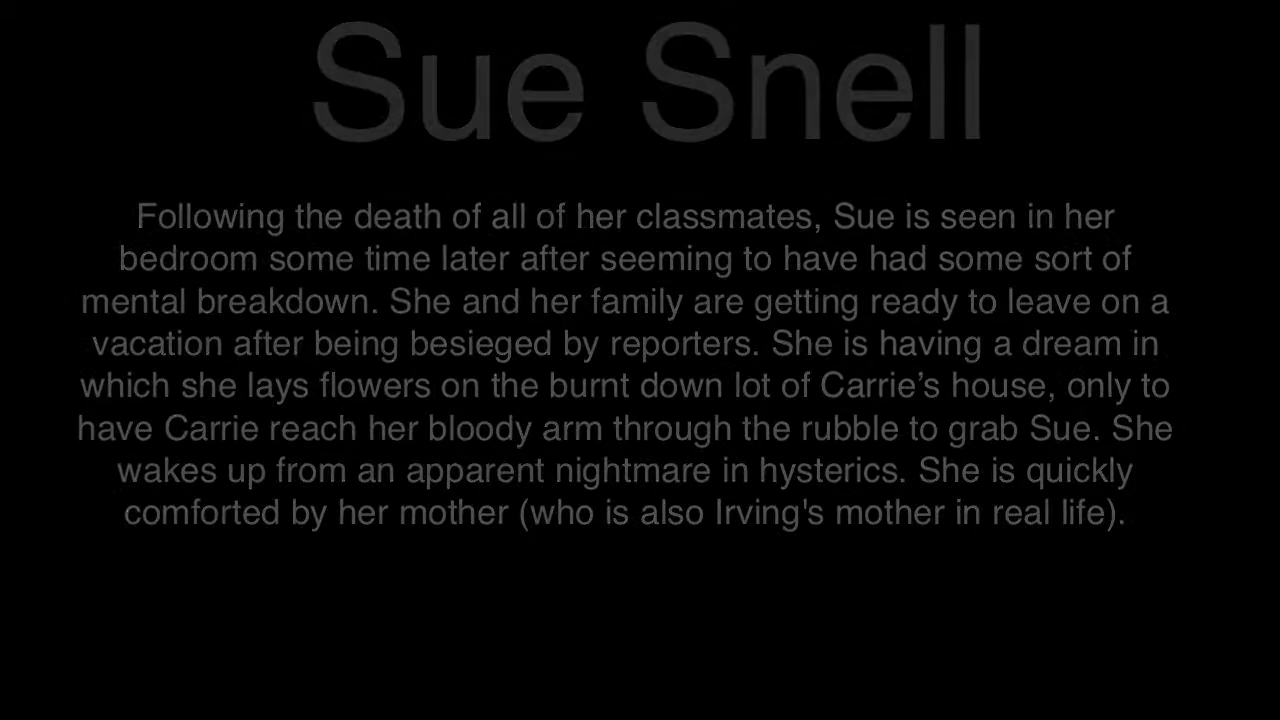 Sue Snell
Following the death of all of her classmates, Sue is seen in her
bedroom some time later after seeming to have had some sort of
mental breakdown. She and her family are getting ready to leave on a
vacation after being besieged by reporters. She is having a dream in
which she lays flowers on the burnt down lot of Carrie’s house, only to
have Carrie reach her bloody arm through the rubble to grab Sue. She
wakes up from an apparent nightmare in hysterics. She is quickly
comforted by her mother (who is also Irving's mother in real life).